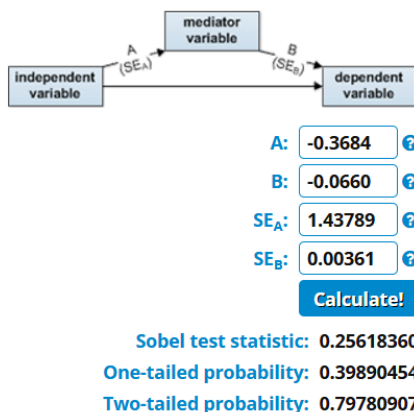 mediator
variable
A
(SEA)
B
(SEB)
independent
variable
dependent
variable
A: -0.3684 ?
B: -0.0660 ?
SEA: 1.43789 ?
SEB: 0.00361 ?
Calculate!
Sobel test statistic: 0.25618360
One-tailed probability: 0.39890454
Two-tailed probability: 0.79780907